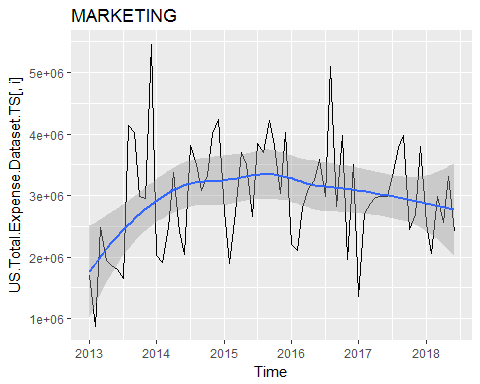 MARKETING
US.Total.Expense.Dataset.TS[, i]
5e+06
4e+06
3e+06
2e+06
1e+06
2013 2014 2015 2016 2017 2018
Time